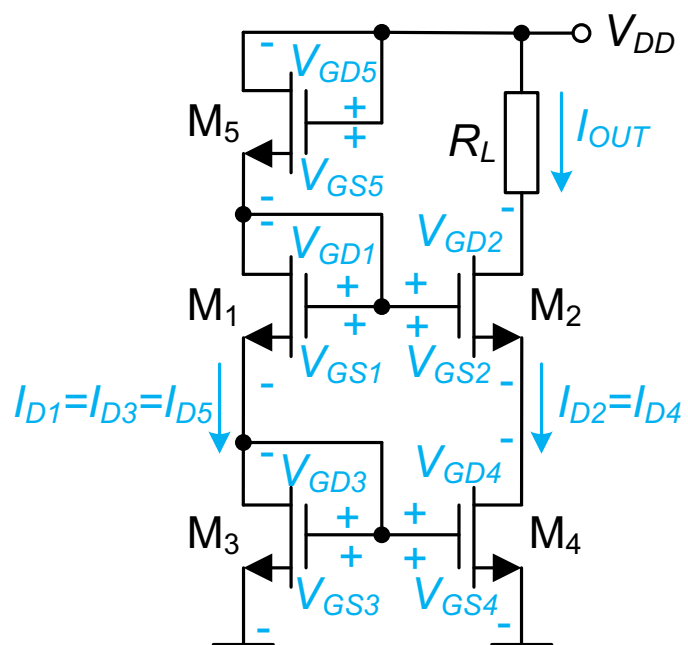 V_DD
V_GD5
+
-
M_5
+
V_GS5
-
R_L
I_OUT
-
-
V_GD1
+
M_1
+
V_GS1
-
V_GD2
+
M_2
+
V_GS2
-
I_D1=I_D3=I_D5
I_D2=I_D4
-
-
V_GD3
+
M_3
+
V_GS3
-
V_GD4
+
M_4
+
V_GS4
-